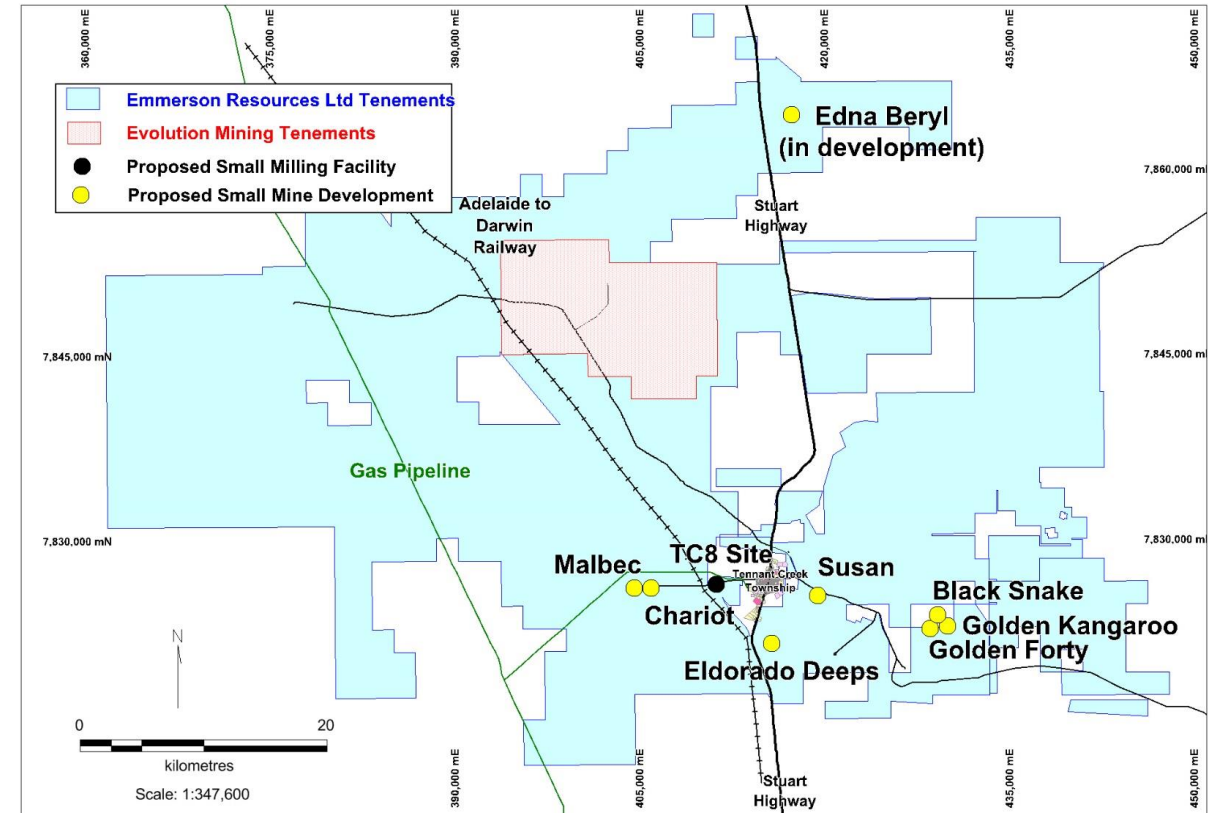 360,000 mE
375,000 mE
390,000 mE
405,000 mE
420,000 mE
435,000 mE
450,000 mE
Emmerson Resources Ltd Tenements
Evolution Mining Tenements
Proposed Small Milling Facility
Proposed Small Mine Development
Edna Beryl
(in development)
7,860,000 mN
Adelaide to
Darwin
Railway
Stuart
Highway
7,845,000 mN
7,845,000 mN
Gas Pipeline
7,830,000 mN
7,830,000 mN
Malbec
TC8 Site
Tennant Creek
Township
Susan
Chariot
Black Snake
Golden Kangaroo
Golden Forty
Eldorado Deeps
N
0
20
kilometres
Scale: 1:347,600
390,000 mE
405,000 mE
Stuart
Highway
435,000 mE
450,000 mE